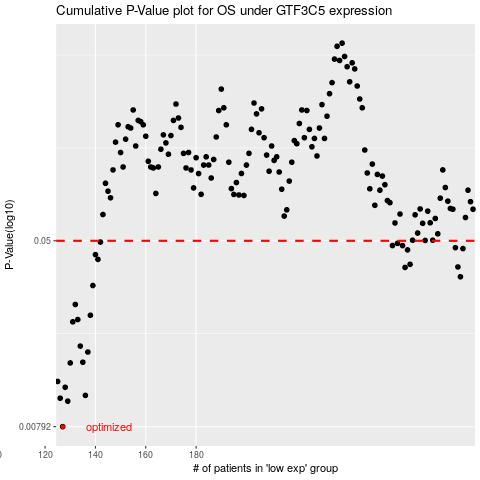 Cumulative P-Value plot for OS under GTF3C5 expression
P-Value(log10)
0.05
0.00792
optimized
0 120 140 160 180
# of patients in 'low exp' group